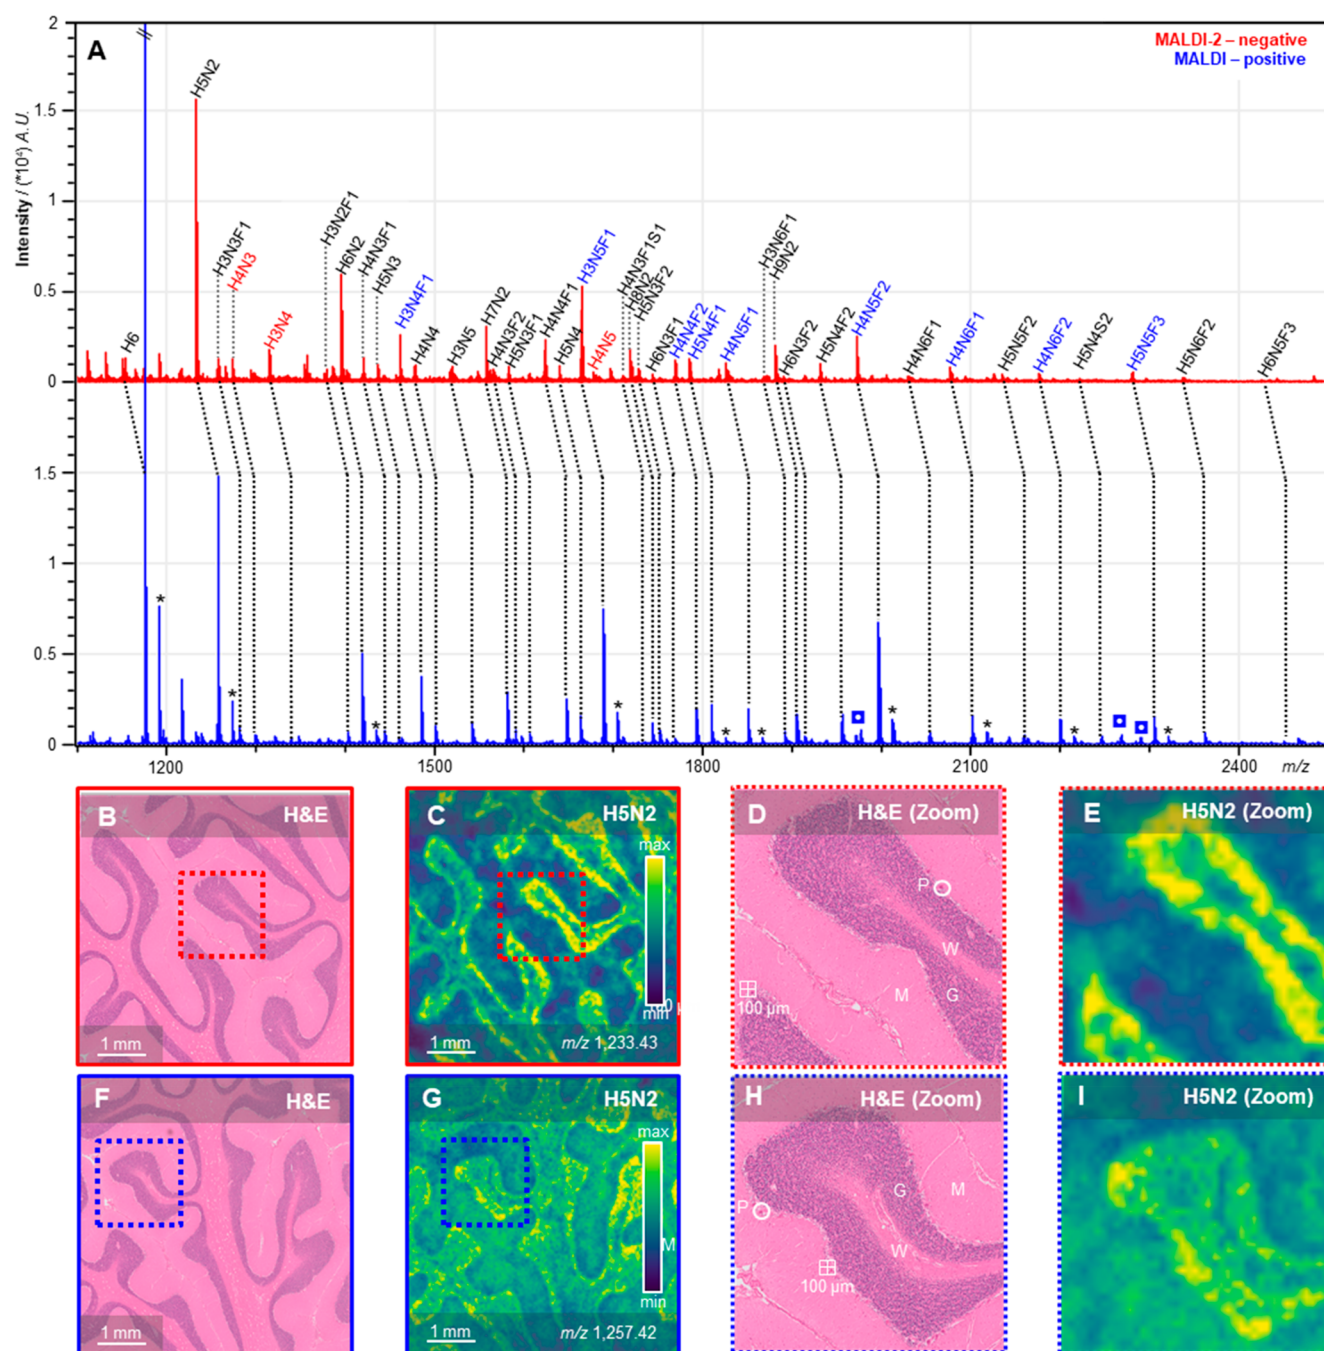 A
MALDI-2 – negative
MALDI – positive
Intensity / (*10⁴) A.U.
2
1.5
1
0.5
0
1.5
1
0.5
0
H6
H5N2
H3N3F1
H4N3
H3N4
H3N2F1
H6N2
H4N3F1
H5N3
H3N4F1
H4N4
H3N5
H7N2
H4N3F2
H5N3F1
H4N4F1
H5N4
H3N5F1
H4N5
H4N3F1S1
H8N2
H5N3F2
H6N3F1
H4N4F2
H5N4F1
H4N5F1
H3N6F1
H9N2
H6N3F2
H5N4F2
H4N5F2
H4N6F1
H4N6F1
H5N5F2
H4N6F2
H5N4S2
H5N5F3
H5N6F2
H6N5F3
*
*
*
*
*
*
*
*
*
*
1200
1500
1800
2100
2400
m/z
B
H&E
1 mm
C
H5N2
max
min
1 mm
m/z 1,233.43
D
H&E (Zoom)
P
W
M
G
100 µm
E
H5N2 (Zoom)
F
H&E
1 mm
G
H5N2
max
M
min
1 mm
m/z 1,257.42
H
H&E (Zoom)
G
M
P
W
100 µm
I
H5N2 (Zoom)